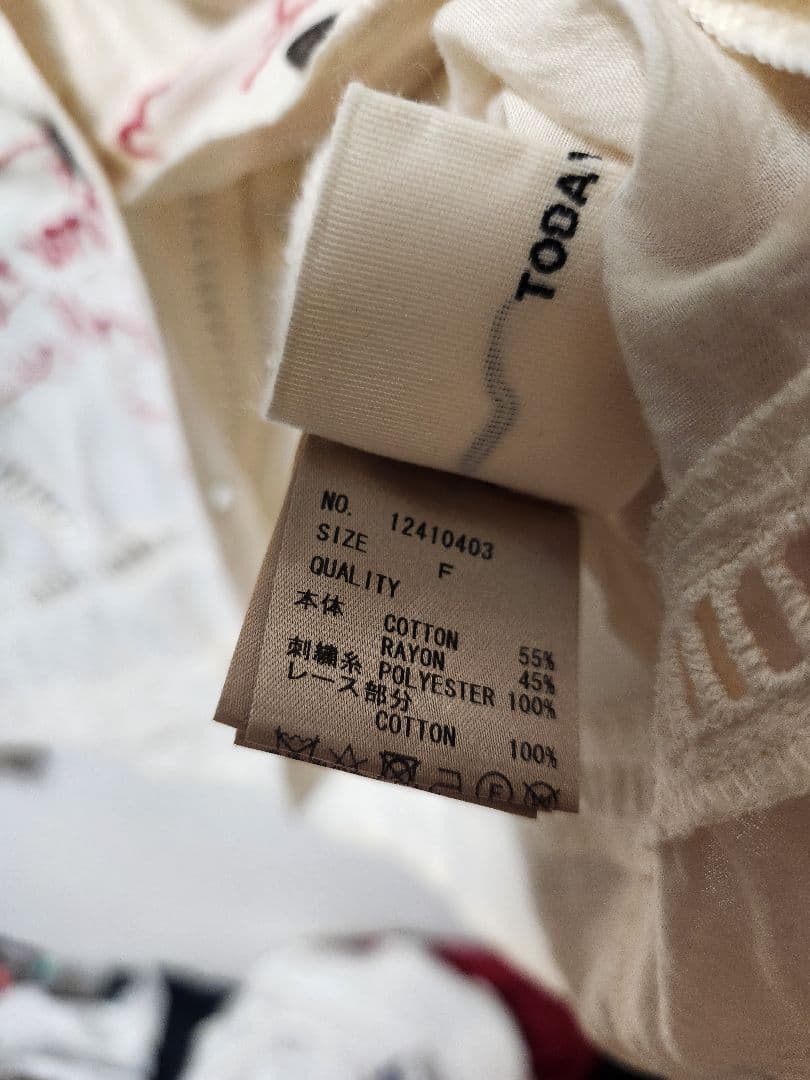 TODA
NO. 12410403
SIZE F
QUALITY
本体 COTTON 55%
RAYON 45%
刺繍糸 POLYESTER 100%
レース部分
COTTON 100%